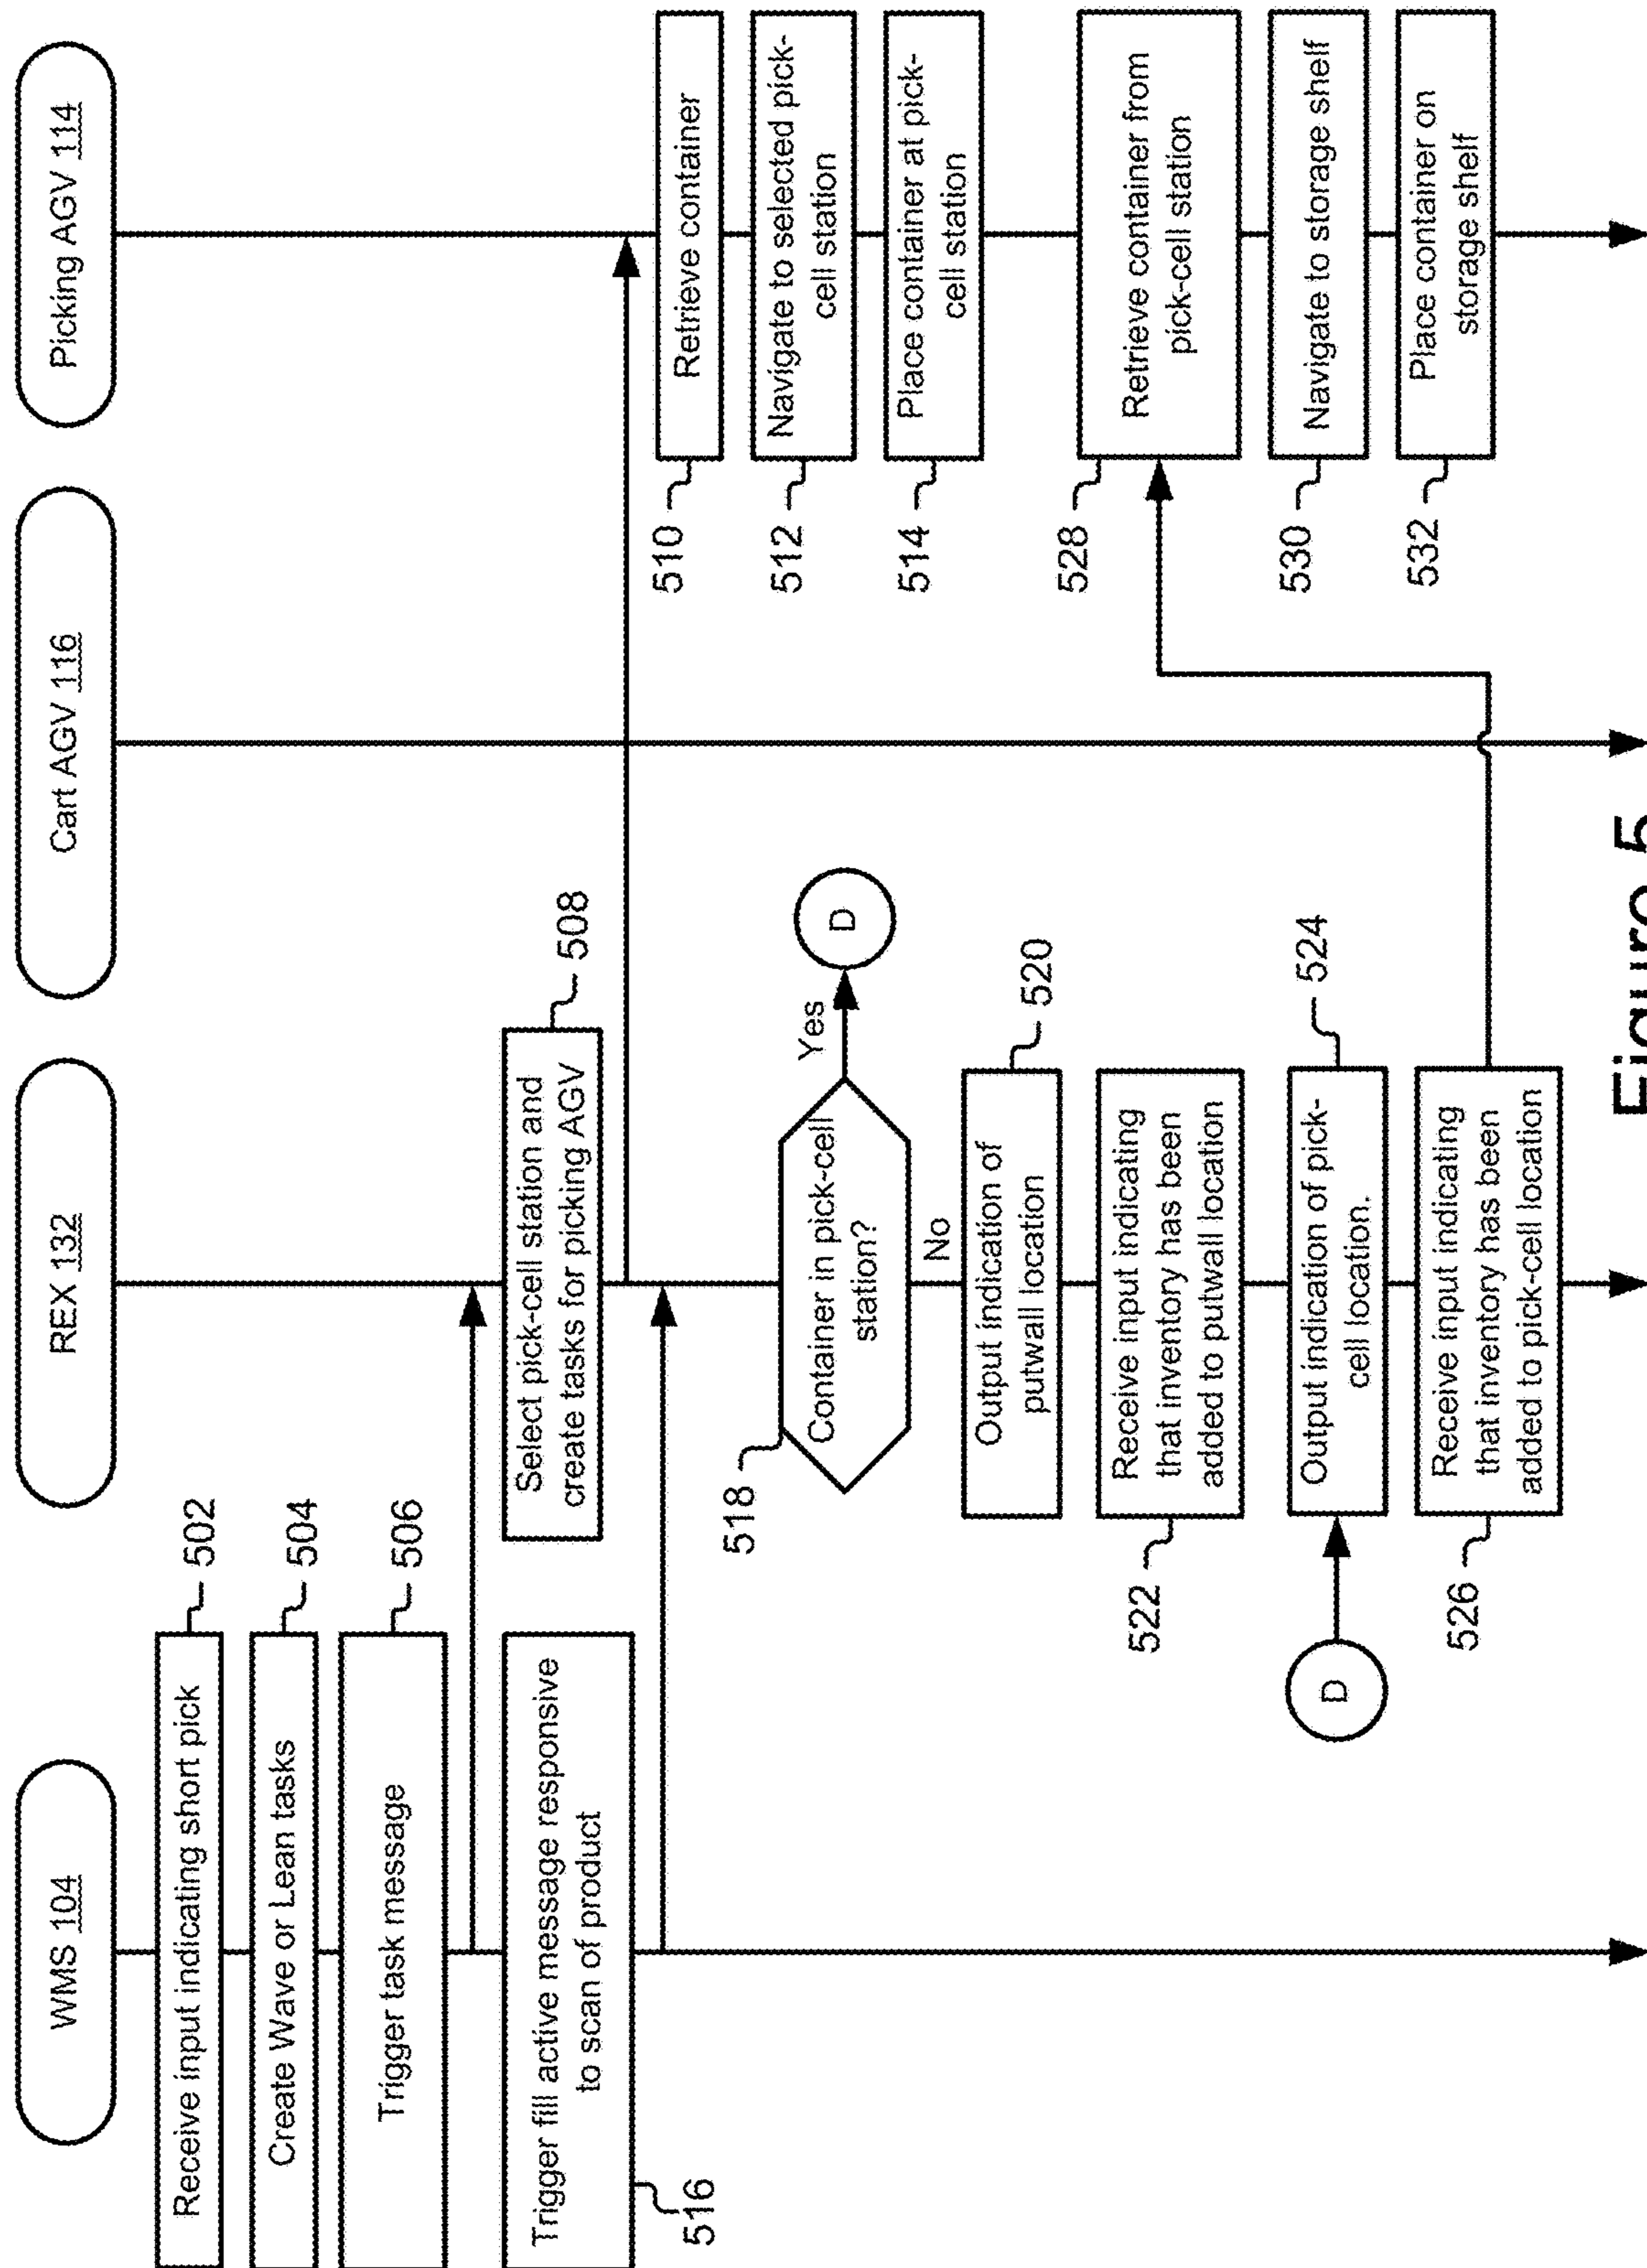 WMS 104
Receive input indicating short pick
502
Create Wave or Lean tasks
504
Trigger task message
506
Trigger fill active message responsive
to scan of product
516
REX 132
Select pick-cell station and
create tasks for picking AGV
508
Container in pick-cell
station?
518
Yes
D
No
Output indication of
putwall location
520
Receive input indicating
that inventory has been
added to putwall location
522
Output indication of pick-
cell location.
524
D
Receive input indicating
that inventory has been
added to pick-cell location
526
Cart AGV 116
Picking AGV 114
Retrieve container
510
Navigate to selected pick-
cell station
512
Place container at pick-
cell station
514
Retrieve container from
pick-cell station
528
Navigate to storage shelf
530
Place container on
storage shelf
532
Figure 5